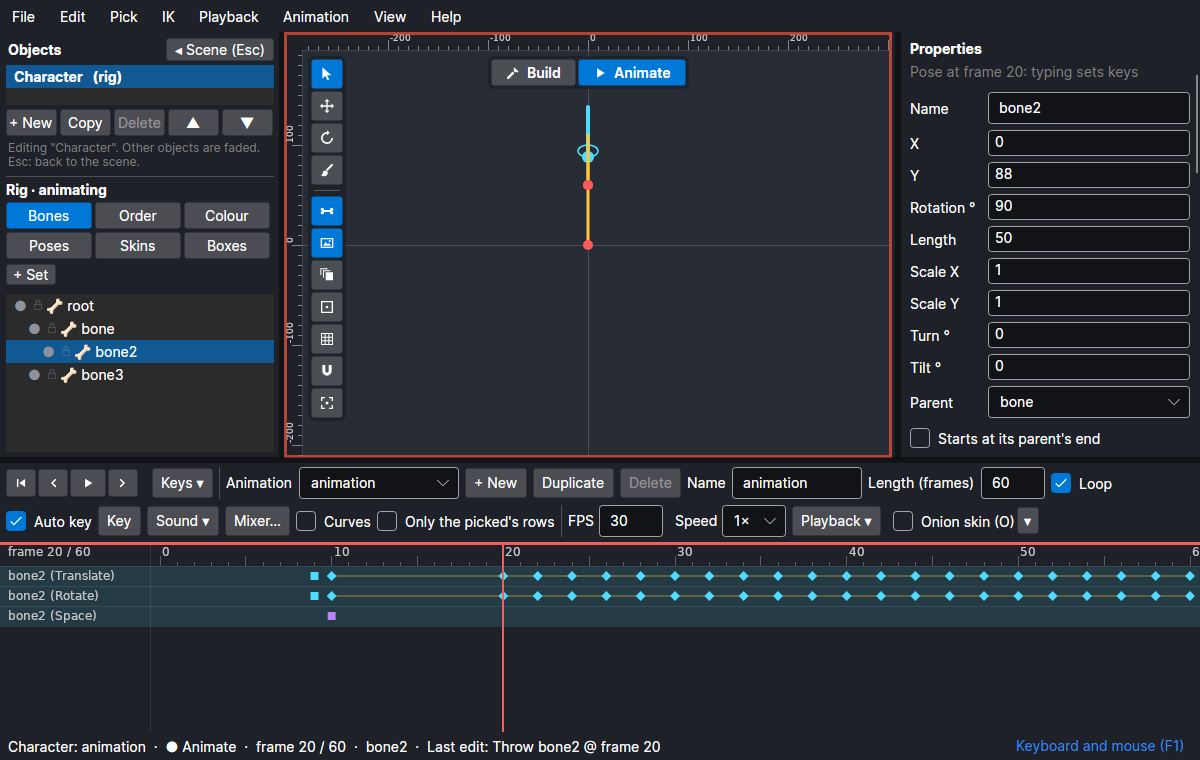 File Edit Pick IK Playback Animation View Help
Objects
◂ Scene (Esc)
Character (rig)
+ New Copy Delete ▲ ▼
Editing "Character". Other objects are faded.
Esc: back to the scene.
Rig · animating
Bones Order Colour
Poses Skins Boxes
+ Set
root
bone
bone2
bone3
-200 -100 0 100 200
100
0
-100
-200
Build Animate
Properties
Pose at frame 20: typing sets keys
Name bone2
X 0
Y 88
Rotation ° 90
Length 50
Scale X 1
Scale Y 1
Turn ° 0
Tilt ° 0
Parent bone
Starts at its parent's end
Keys ▾ Animation animation + New Duplicate Delete Name animation Length (frames) 60 Loop
Auto key Key Sound ▾ Mixer... Curves Only the picked's rows FPS 30 Speed 1× Playback ▾ Onion skin (O) ▾
frame 20 / 60 0 10 20 30 40 50 6
bone2 (Translate)
bone2 (Rotate)
bone2 (Space)
Character: animation · ● Animate · frame 20 / 60 · bone2 · Last edit: Throw bone2 @ frame 20
Keyboard and mouse (F1)